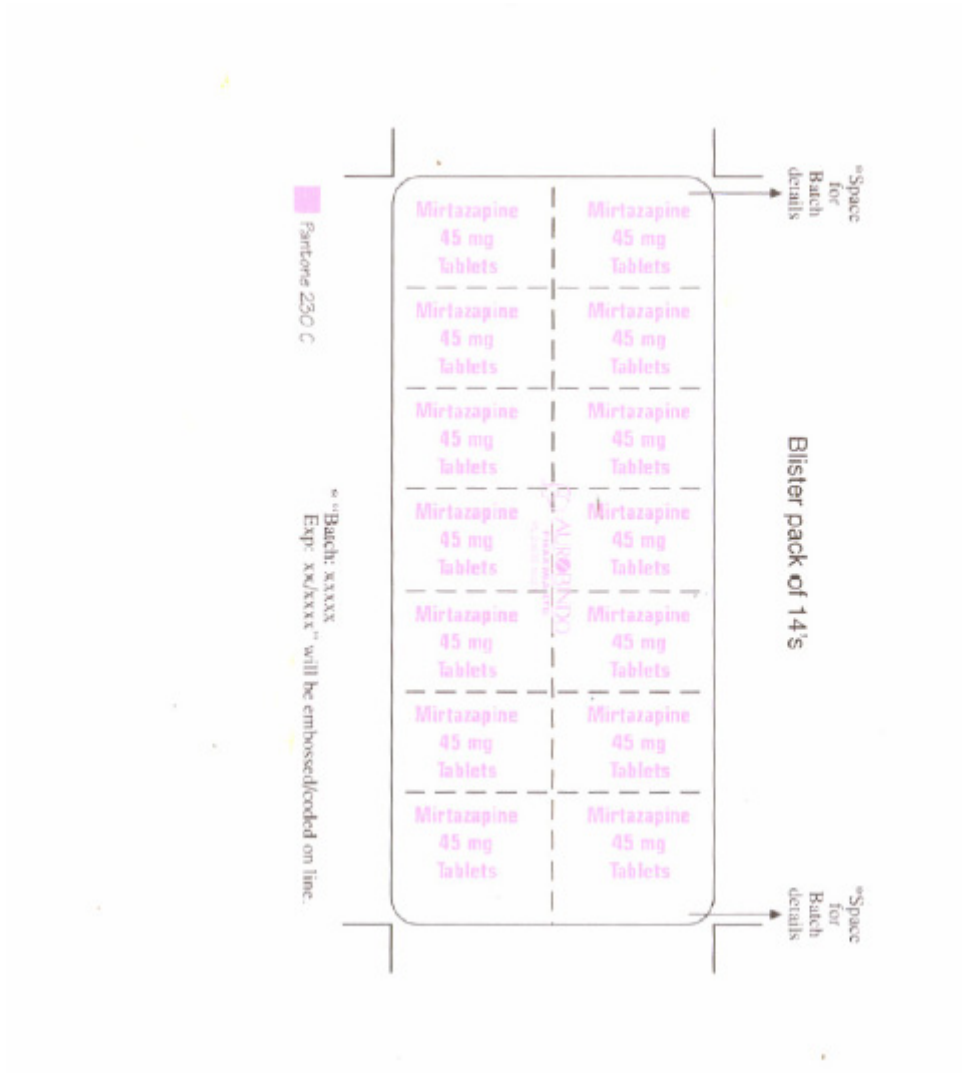 *Space
for
Batch
details
Mirtazapine
45 mg
Tablets
Mirtazapine
45 mg
Tablets
Mirtazapine
45 mg
Tablets
Mirtazapine
45 mg
Tablets
Mirtazapine
45 mg
Tablets
Mirtazapine
45 mg
Tablets
Mirtazapine
45 mg
Tablets
Mirtazapine
45 mg
Tablets
Mirtazapine
45 mg
Tablets
Mirtazapine
45 mg
Tablets
Mirtazapine
45 mg
Tablets
Mirtazapine
45 mg
Tablets
Mirtazapine
45 mg
Tablets
Mirtazapine
45 mg
Tablets
AUROBINDO
Pantone 230 C
Blister pack of 14's
* "Batch: xxxxx
Exp: xx/xxxx" will be embossed/coded on line.
*Space
for
Batch
details